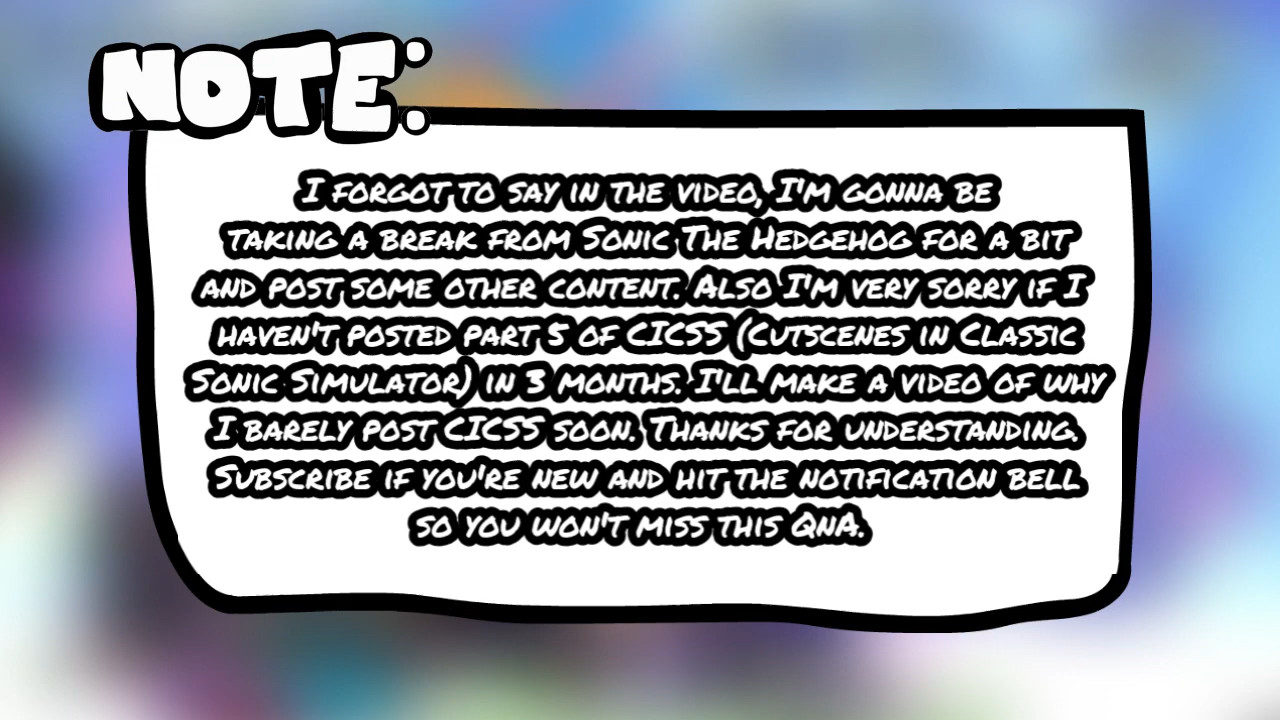 NOTE:
I FORGOT TO SAY IN THE VIDEO, I'M GONNA BE
TAKING A BREAK FROM SONIC THE HEDGEHOG FOR A BIT
AND POST SOME OTHER CONTENT. ALSO I'M VERY SORRY IF I
HAVEN'T POSTED PART 5 OF CICSS (CUTSCENES IN CLASSIC
SONIC SIMULATOR) IN 3 MONTHS. I'LL MAKE A VIDEO OF WHY
I BARELY POST CICSS SOON. THANKS FOR UNDERSTANDING.
SUBSCRIBE IF YOU'RE NEW AND HIT THE NOTIFICATION BELL
SO YOU WON'T MISS THIS QNA.